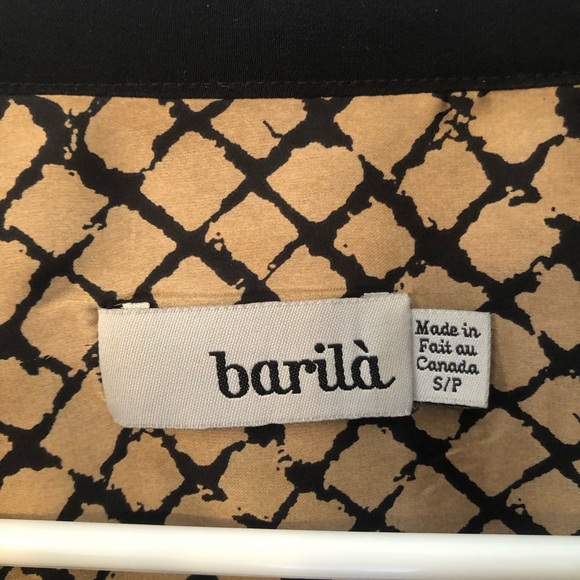 barilà
Made in
Fait au
Canada
S/P